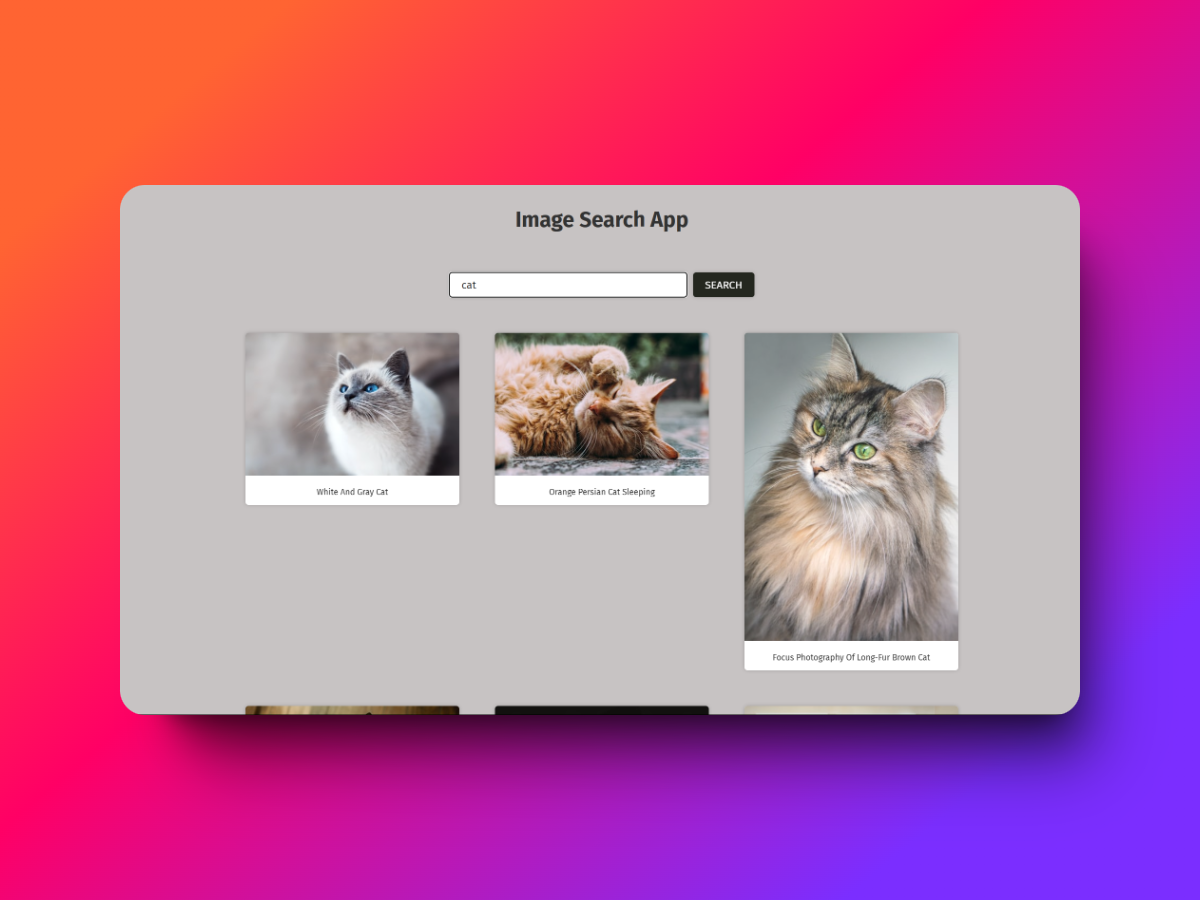 Image Search App
cat
SEARCH
White And Gray Cat
Orange Persian Cat Sleeping
Focus Photography Of Long-Fur Brown Cat